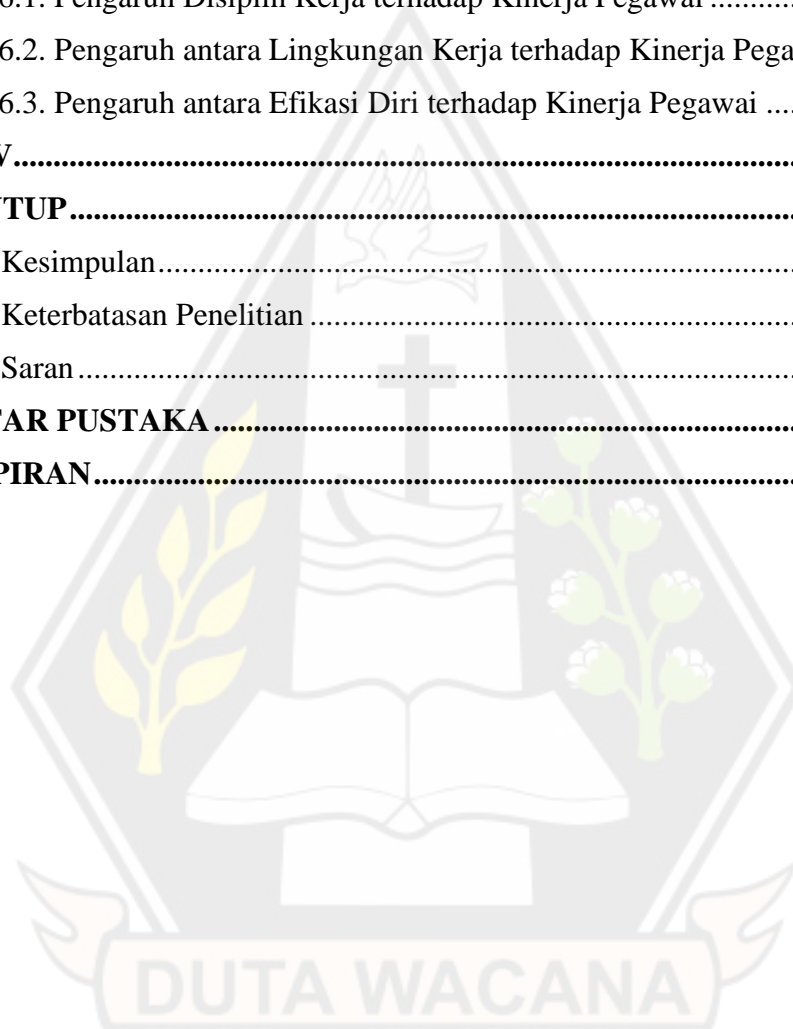 6.1. Pengaruh Disiplin Kerja terhadap Kinerja Pegawai ..........
6.2. Pengaruh antara Lingkungan Kerja terhadap Kinerja Pega
6.3. Pengaruh antara Efikasi Diri terhadap Kinerja Pegawai ....
V................................................................................
TUP.........................................................................
Kesimpulan................................................................................
Keterbatasan Penelitian ............................................................
Saran ..........................................................................................
AR PUSTAKA .......................................................................
PIRAN......................................................................................
DUTA WACANA